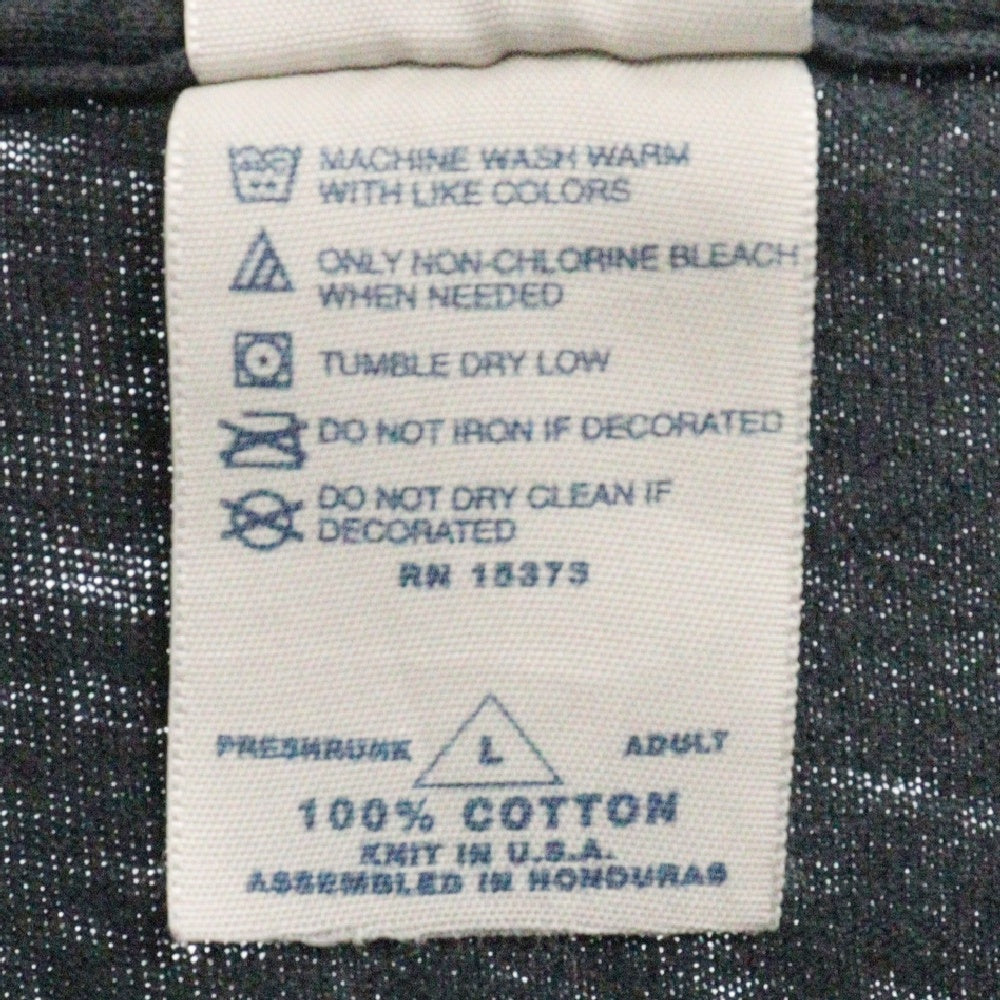 MACHINE WASH WARM
WITH LIKE COLORS
ONLY NON-CHLORINE BLEACH
WHEN NEEDED
TUMBLE DRY LOW
DO NOT IRON IF DECORATED
DO NOT DRY CLEAN IF
DECORATED
RN 15373
PRESHRUNK L ADULT
100% COTTON
KNIT IN U.S.A.
ASSEMBLED IN HONDURAS